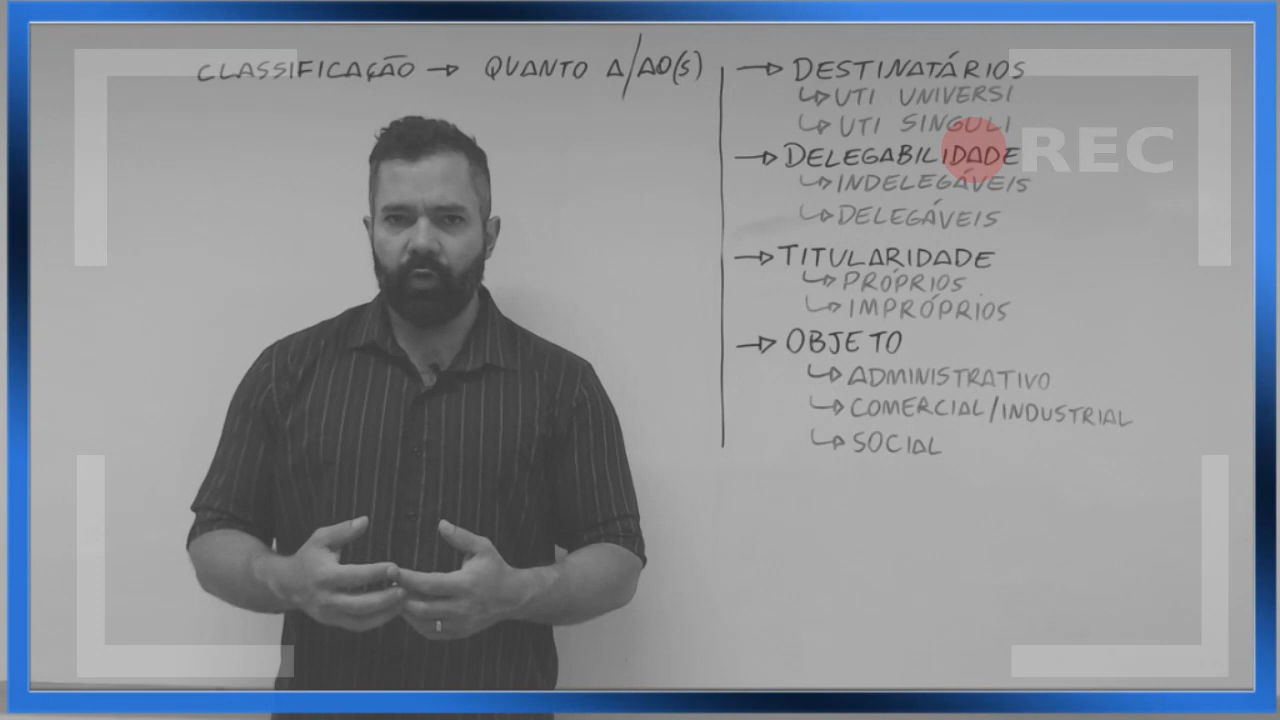 CLASSIFICAÇÃO → QUANTO A/AO(S)
→ DESTINATÁRIOS
↳ UTI UNIVERSI
↳ UTI SINGULI
→ DELEGABILIDADE
↳ INDELEGÁVEIS
↳ DELEGÁVEIS
→ TITULARIDADE
↳ PRÓPRIOS
↳ IMPRÓPRIOS
→ OBJETO
↳ ADMINISTRATIVO
↳ COMERCIAL/INDUSTRIAL
↳ SOCIAL
REC